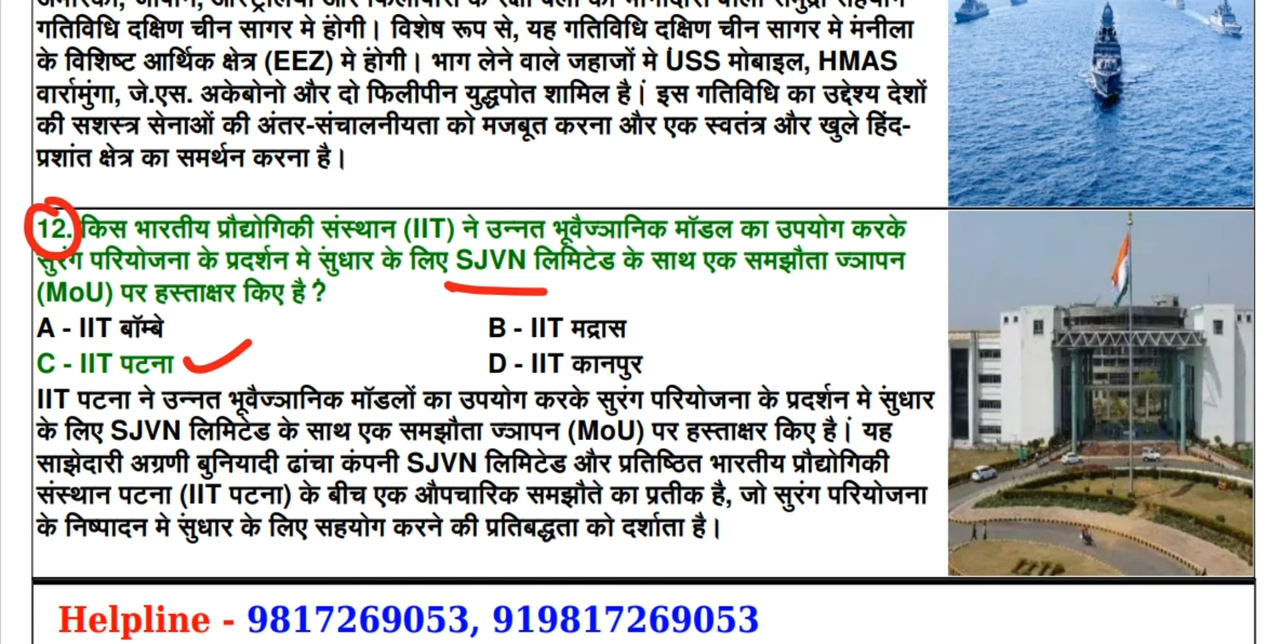 गतिविधि दक्षिण चीन सागर मे होगी। विशेष रूप से, यह गतिविधि दक्षिण चीन सागर मे मंनीला
के विशिष्ट आर्थिक क्षेत्र (EEZ) मे होगी। भाग लेने वाले जहाजों मे USS मोबाइल, HMAS
वार्रामुंगा, जे.एस. अकेबोनो और दो फिलीपीन युद्धपोत शामिल है। इस गतिविधि का उद्देश्य देशों
की सशस्त्र सेनाओं की अंतर-संचालनीयता को मजबूत करना और एक स्वतंत्र और खुले हिंद-
प्रशांत क्षेत्र का समर्थन करना है।
12. किस भारतीय प्रौद्योगिकी संस्थान (IIT) ने उन्नत भूवैज्ञानिक मॉडल का उपयोग करके
सुरंग परियोजना के प्रदर्शन मे सुधार के लिए SJVN लिमिटेड के साथ एक समझौता ज्ञापन
(MoU) पर हस्ताक्षर किए है?
A - IIT बॉम्बे B - IIT मद्रास
C - IIT पटना D - IIT कानपुर
IIT पटना ने उन्नत भूवैज्ञानिक मॉडलों का उपयोग करके सुरंग परियोजना के प्रदर्शन मे सुधार
के लिए SJVN लिमिटेड के साथ एक समझौता ज्ञापन (MoU) पर हस्ताक्षर किए है। यह
साझेदारी अग्रणी बुनियादी ढांचा कंपनी SJVN लिमिटेड और प्रतिष्ठित भारतीय प्रौद्योगिकी
संस्थान पटना (IIT पटना) के बीच एक औपचारिक समझौते का प्रतीक है, जो सुरंग परियोजना
के निष्पादन मे सुधार के लिए सहयोग करने की प्रतिबद्धता को दर्शाता है।
Helpline - 9817269053, 919817269053